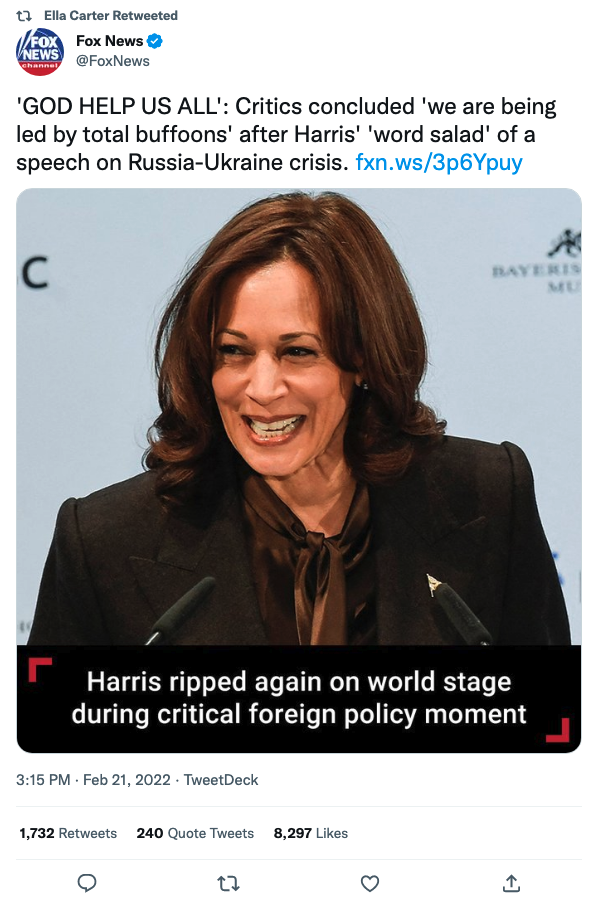 Ella Carter Retweeted
FOX
NEWS
channel
Fox News
@FoxNews
'GOD HELP US ALL': Critics concluded 'we are being
led by total buffoons' after Harris' 'word salad' of a
speech on Russia-Ukraine crisis. fxn.ws/3p6Ypuy
C
BAYERIS
MU
Harris ripped again on world stage
during critical foreign policy moment
3:15 PM · Feb 21, 2022 · TweetDeck
1,732 Retweets 240 Quote Tweets 8,297 Likes